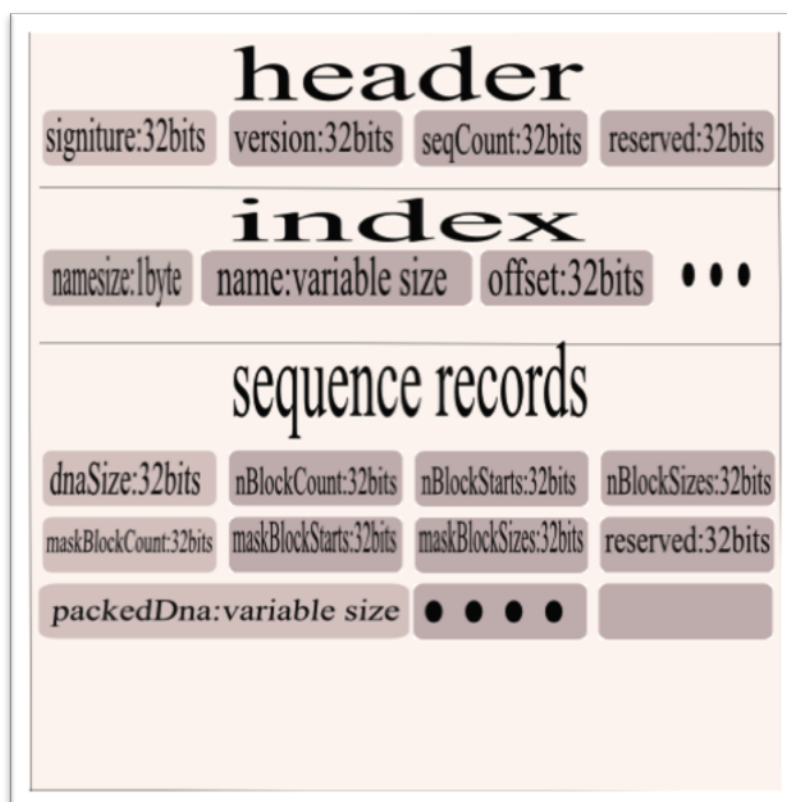 header
signiture:32bits version:32bits seqCount:32bits reserved:32bits
index
namesize:1byte name:variable size offset:32bits •••
sequence records
dnaSize:32bits nBlockCount:32bits nBlockStarts:32bits nBlockSizes:32bits
maskBlockCount:32bits maskBlockStarts:32bits maskBlockSizes:32bits reserved:32bits
packedDna:variable size ••••